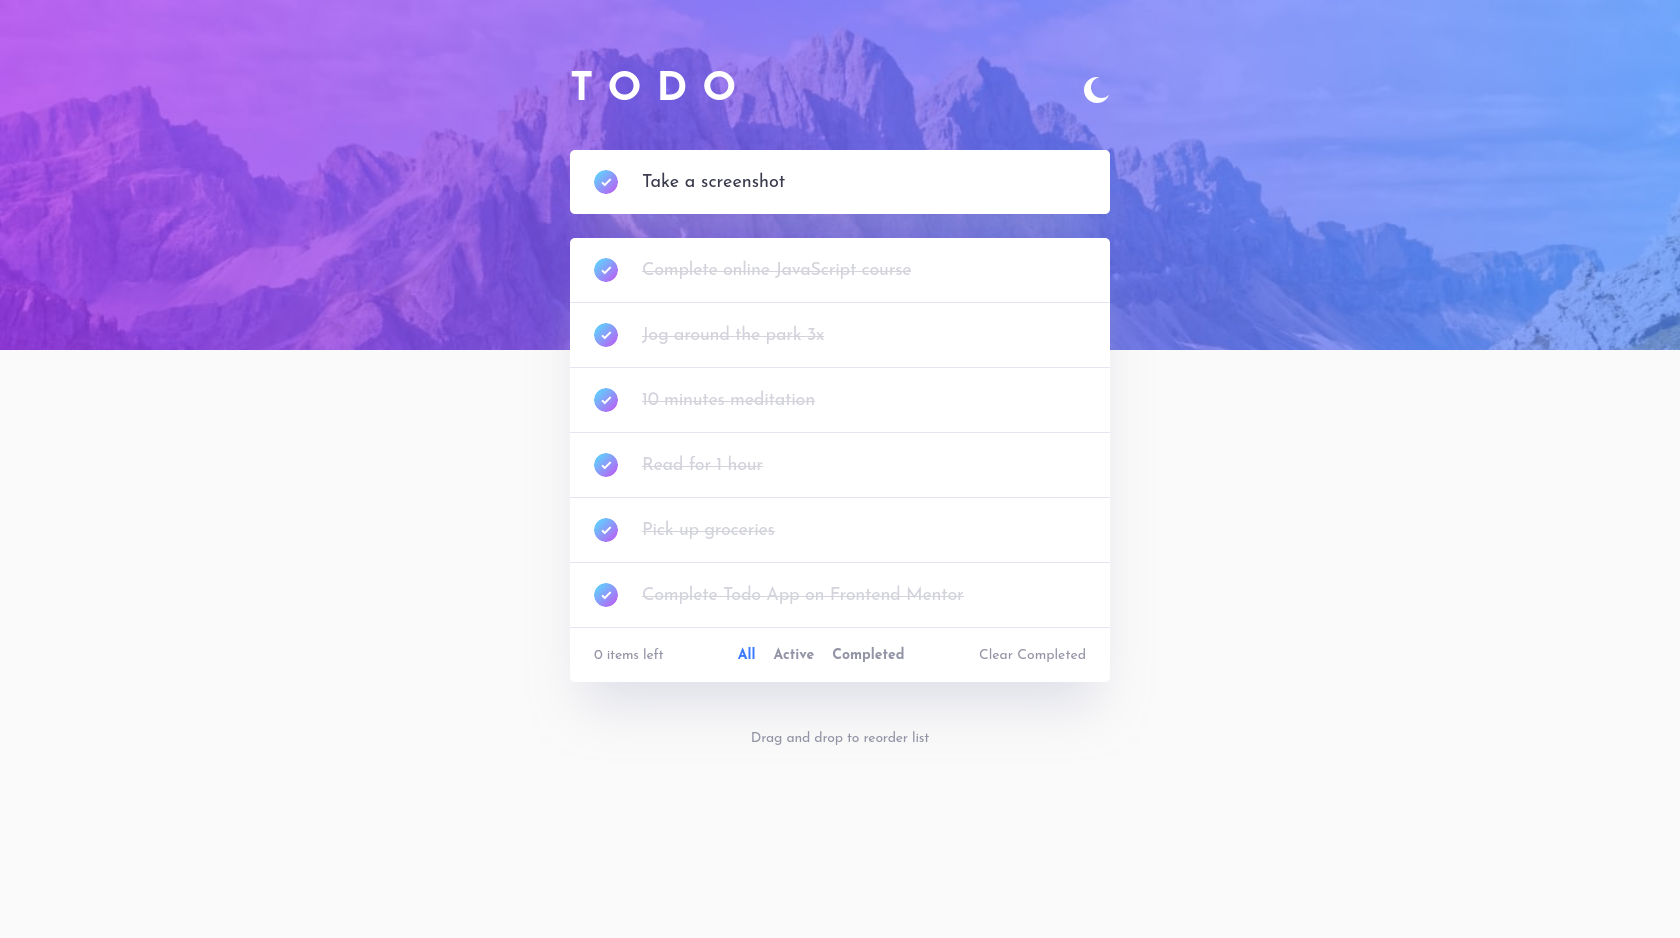 TODO
Take a screenshot
Complete online JavaScript course
Jog around the park 3x
10 minutes meditation
Read for 1 hour
Pick up groceries
Complete Todo App on Frontend Mentor
0 items left All Active Completed Clear Completed
Drag and drop to reorder list